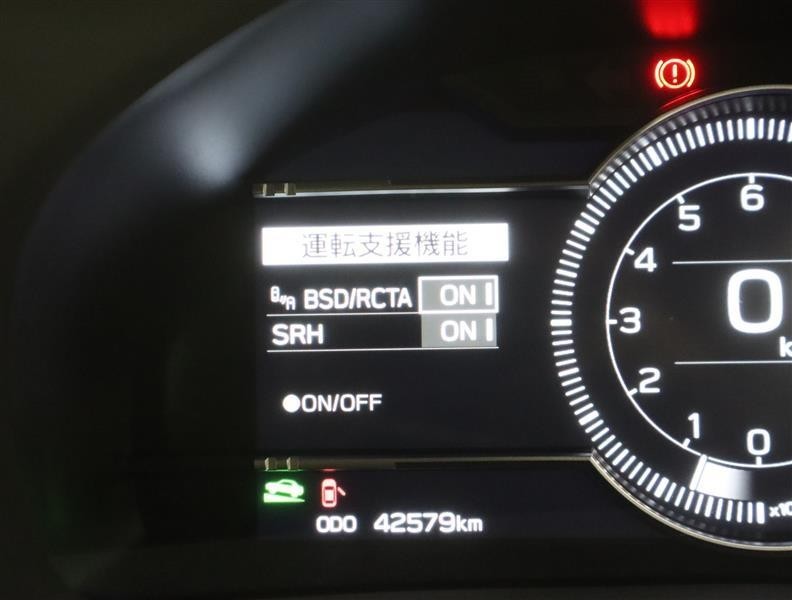 運転支援機能
BSD/RCTA ON
SRH ON
●ON/OFF
ODO 42579km
6
5
4
3
2
1
0
0
k
×10